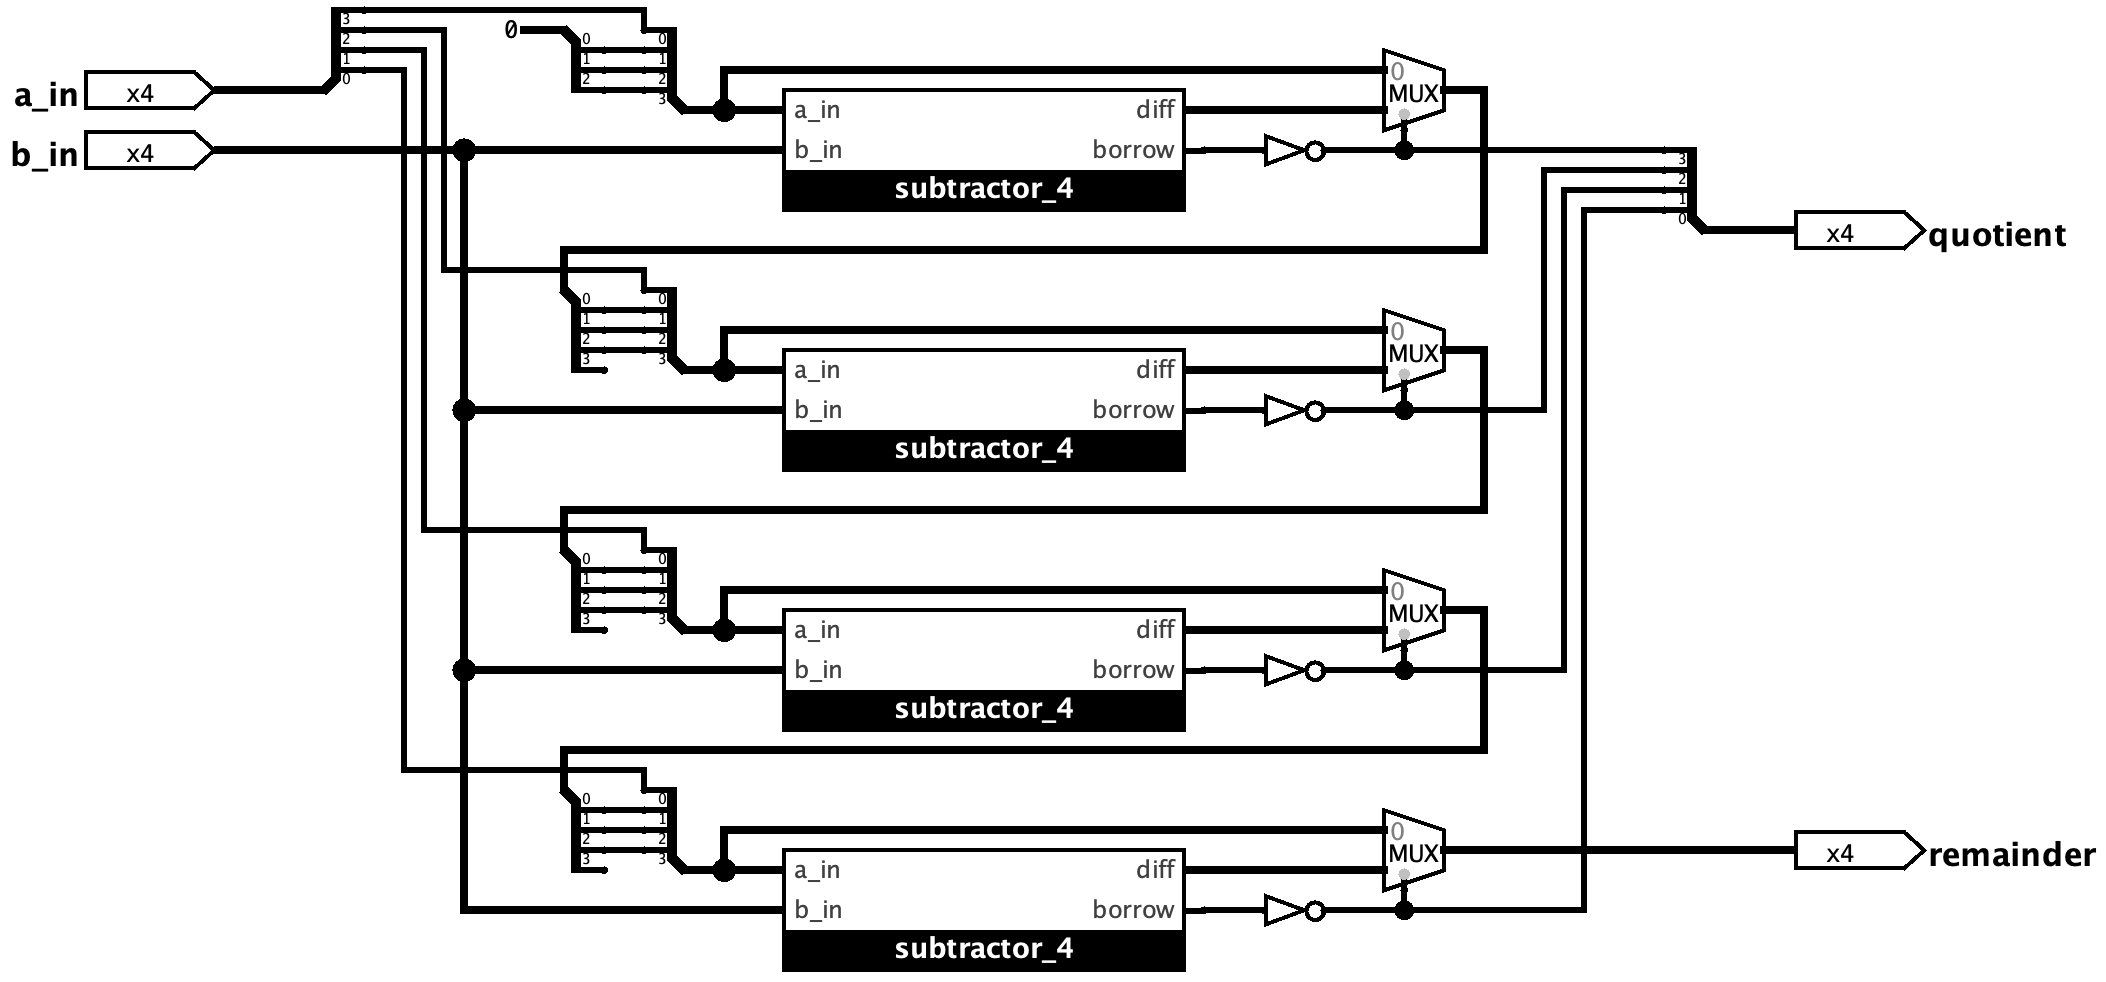 3
2
1
0
0
0
1
2
0
1
2
3
a_in x4
b_in x4
a_in diff
b_in borrow
subtractor_4
0
MUX
3
2
1
0
x4 quotient
0
1
2
3
0
1
2
3
a_in diff
b_in borrow
subtractor_4
0
MUX
0
1
2
3
0
1
2
3
a_in diff
b_in borrow
subtractor_4
0
MUX
0
1
2
3
0
1
2
3
a_in diff
b_in borrow
subtractor_4
0
MUX
x4 remainder